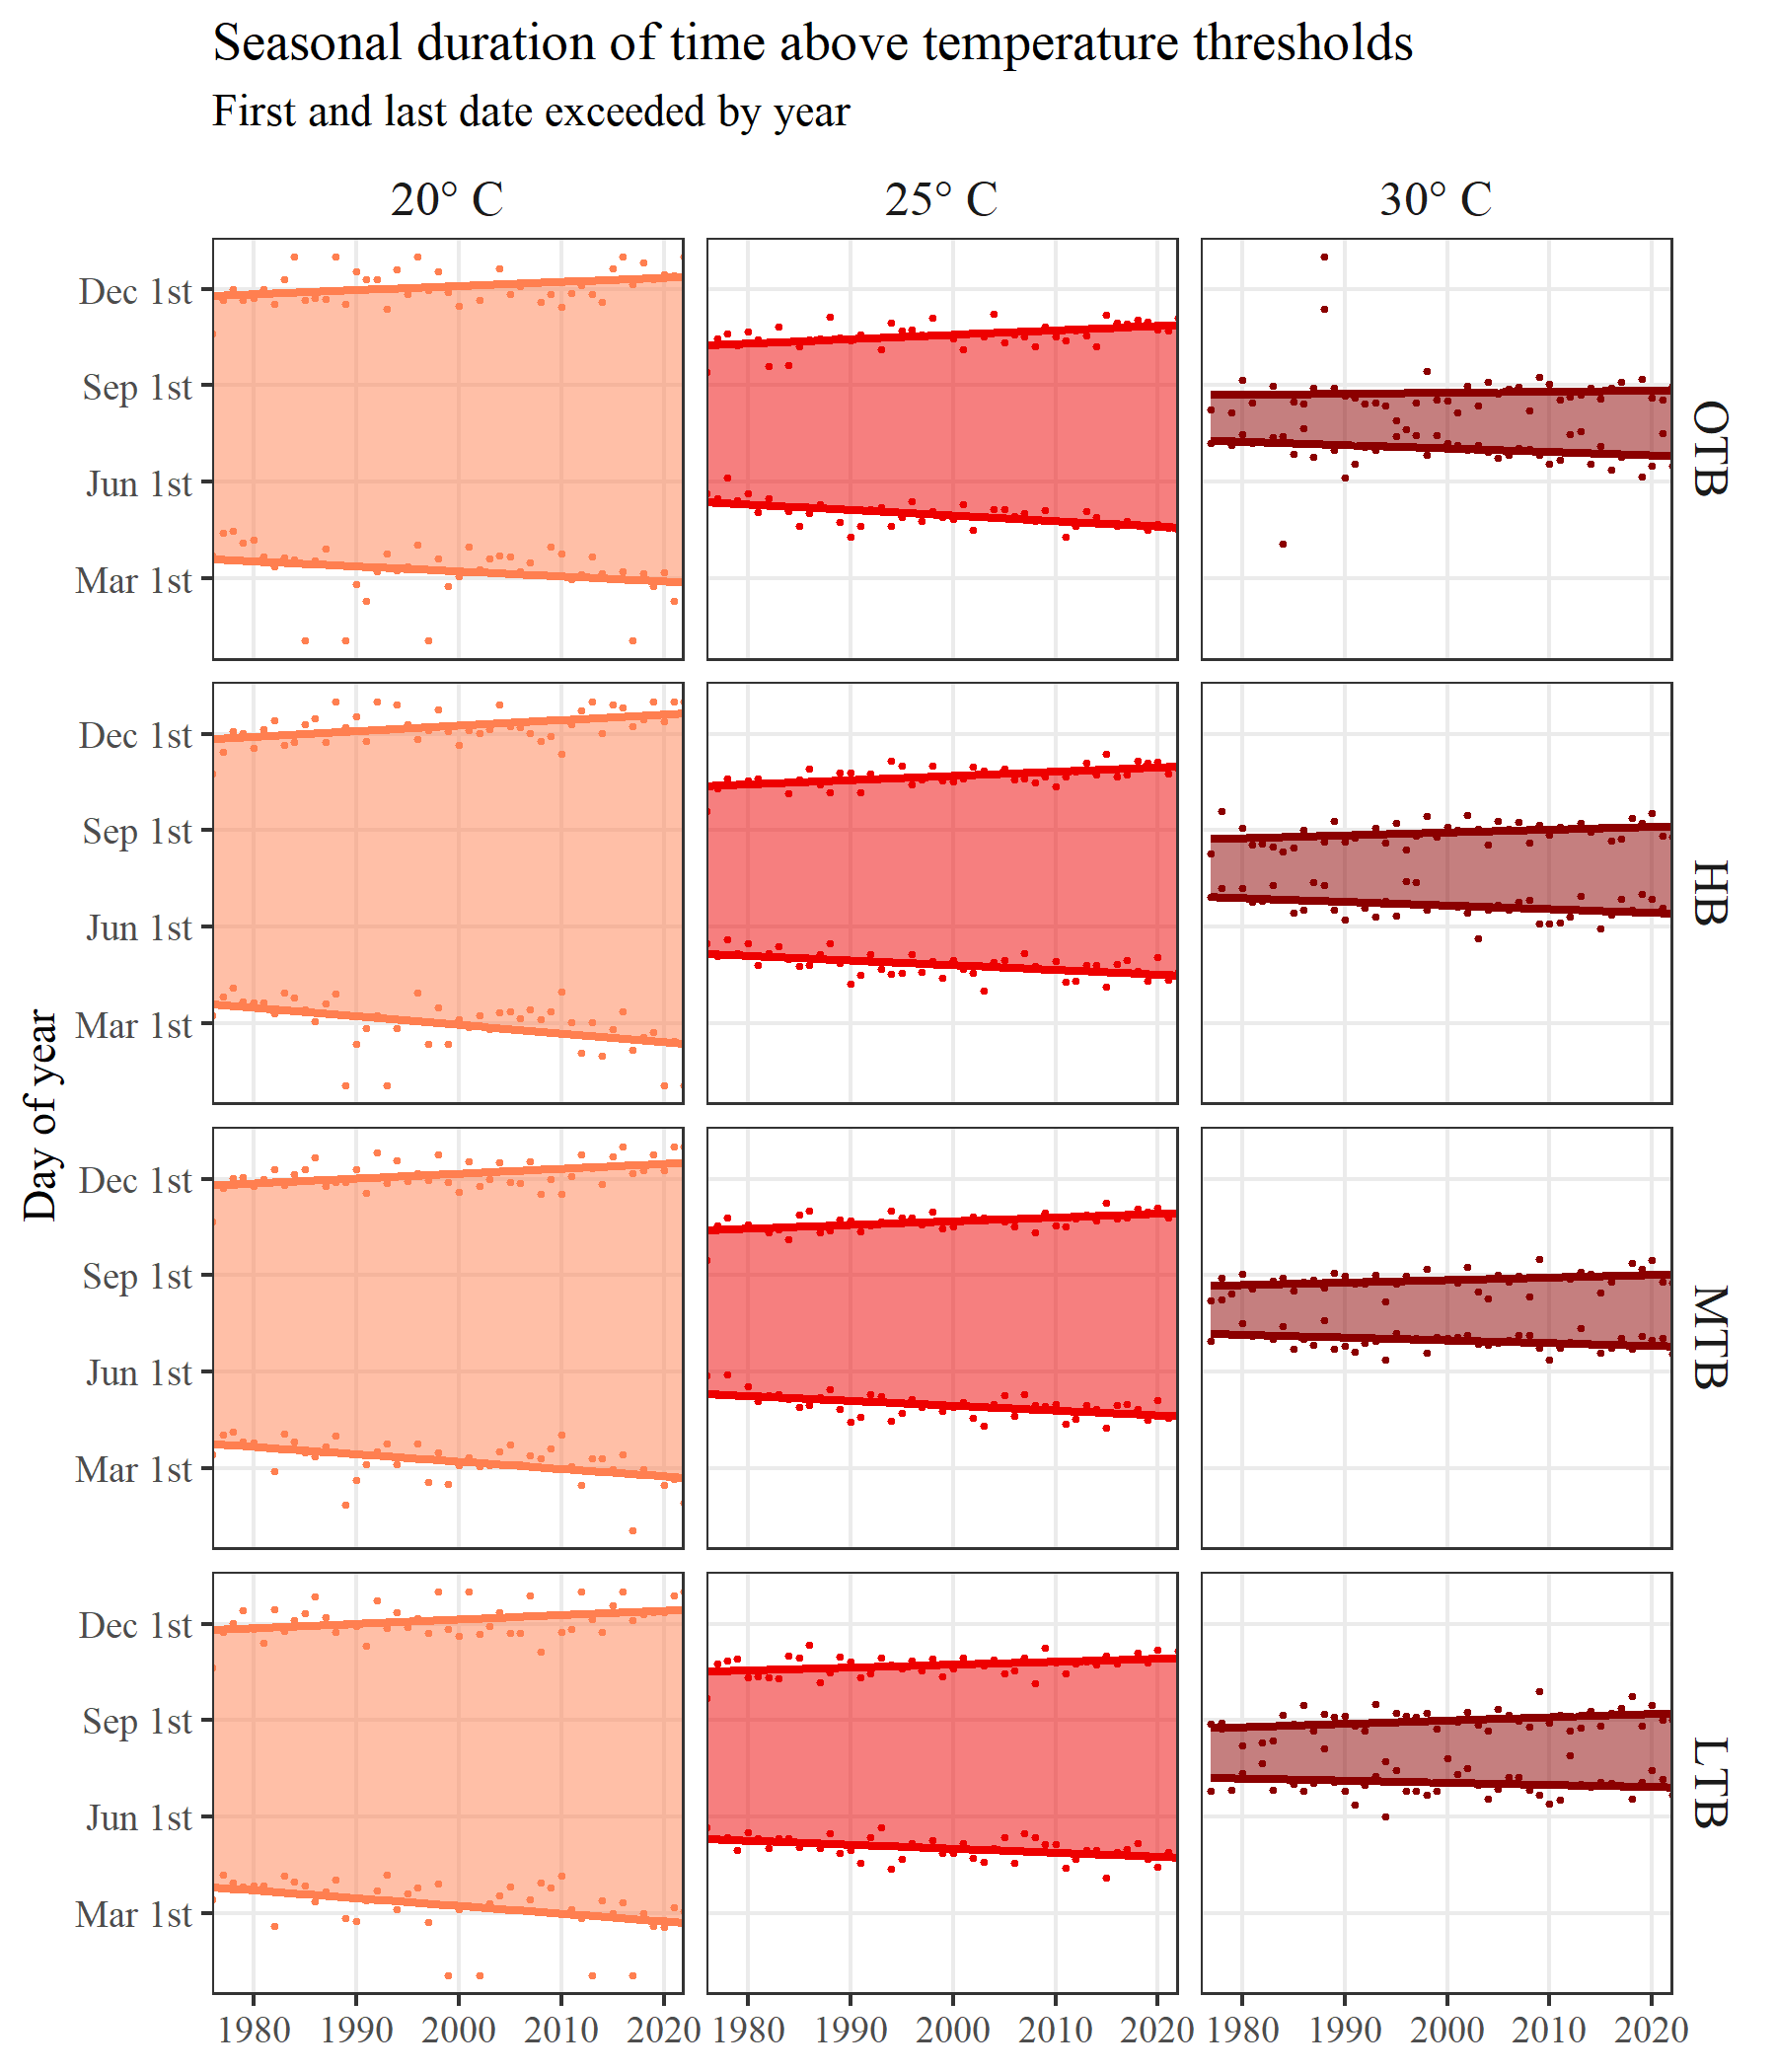 Seasonal duration of time above temperature thresholds
First and last date exceeded by year
20° C 25° C 30° C
Dec 1st
Sep 1st
Jun 1st
Mar 1st
OTB
Dec 1st
Sep 1st
Jun 1st
Mar 1st
HB
Day of year
Dec 1st
Sep 1st
Jun 1st
Mar 1st
MTB
Dec 1st
Sep 1st
Jun 1st
Mar 1st
LTB
1980 1990 2000 2010 2020 1980 1990 2000 2010 2020 1980 1990 2000 2010 2020